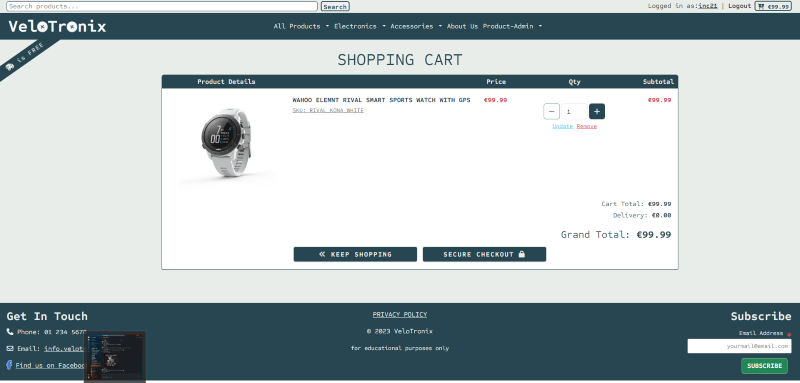 Search products... Search Logged in as:inc21 | Logout €99.99
VeloTronix All Products Electronics Accessories About Us Product-Admin
is FREE
SHOPPING CART
Product Details Price Qty Subtotal
WAHOO ELEMNT RIVAL SMART SPORTS WATCH WITH GPS €99.99 − 1 + €99.99
SKU: RIVAL_KONA_WHITE
Update Remove
Cart Total: €99.99
Delivery: €0.00
Grand Total: €99.99
KEEP SHOPPING SECURE CHECKOUT
Get In Touch PRIVACY POLICY Subscribe
Phone: 01 234 567 © 2023 VeloTronix Email Address *
Email: info.velot for educational purposes only yourmail@email.com
Find us on Faceboo SUBSCRIBE